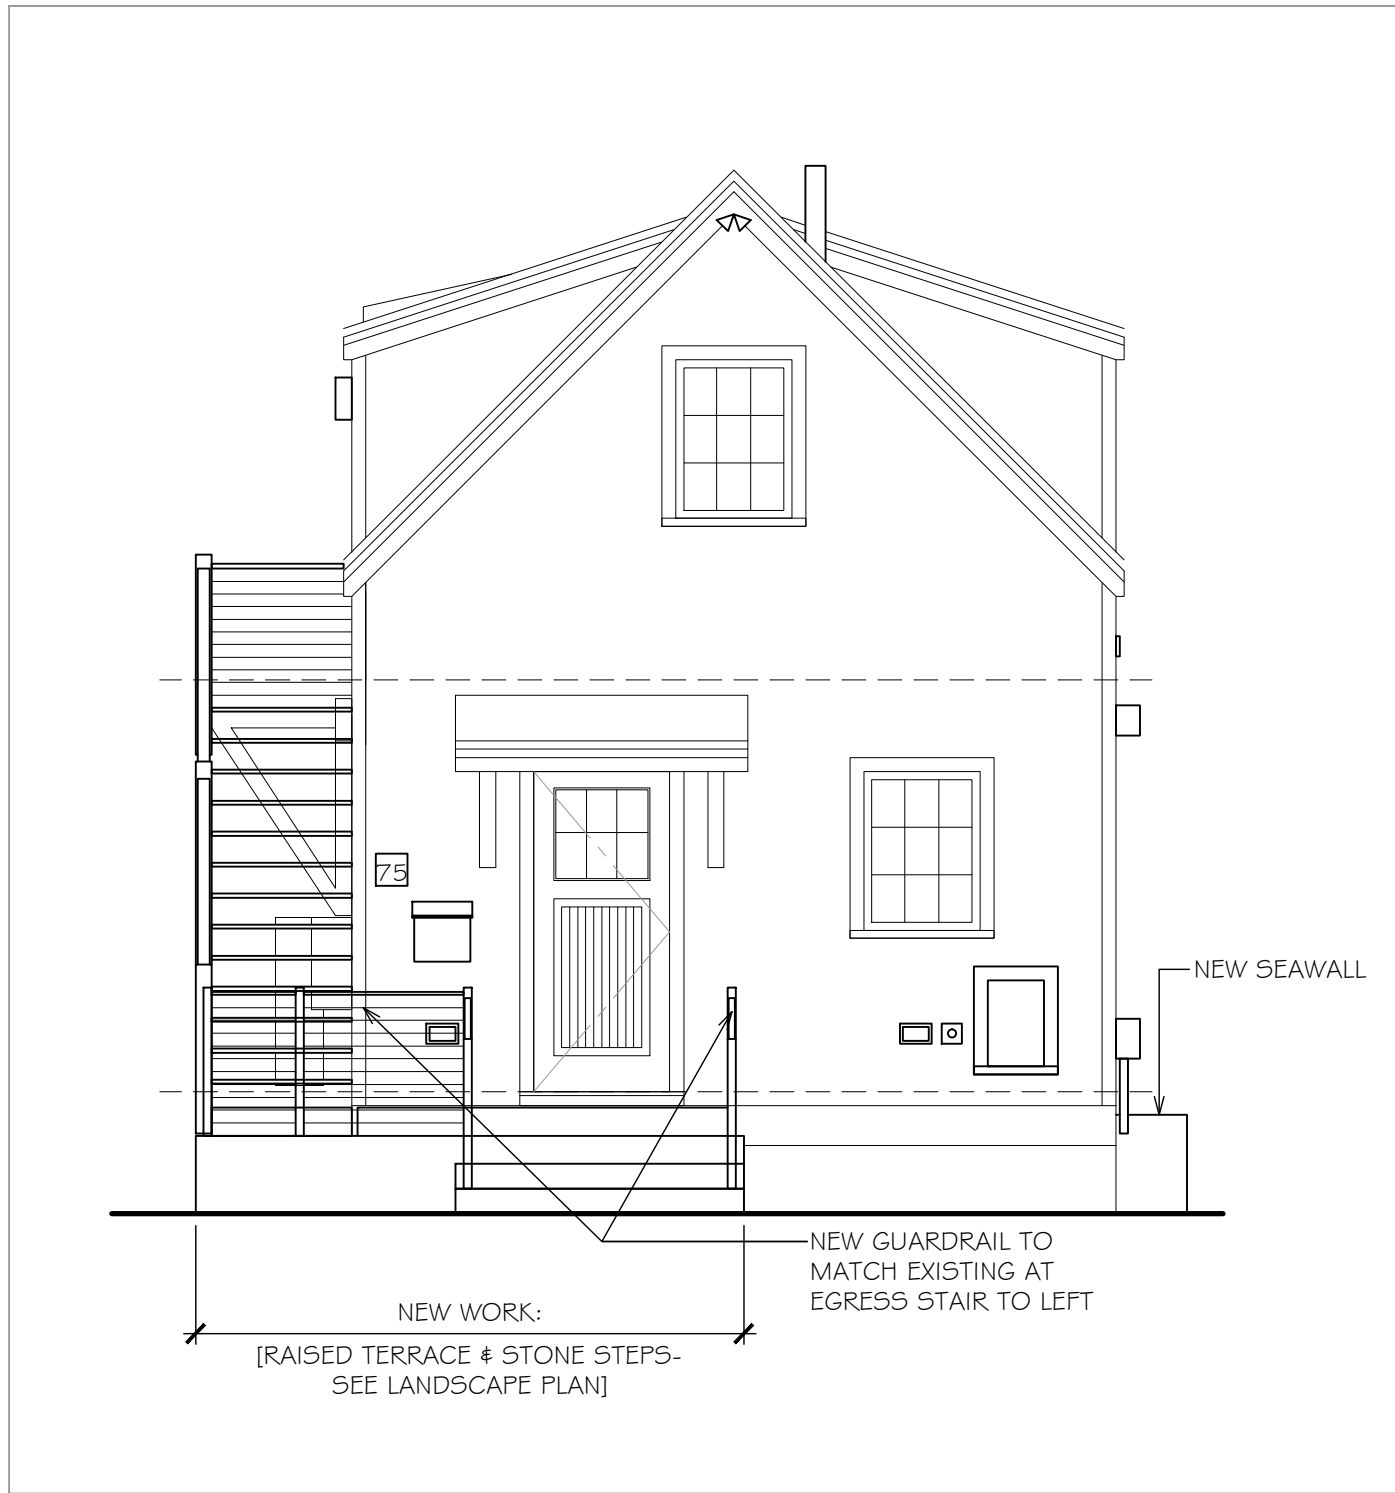 75
NEW SEAWALL
NEW GUARDRAIL TO
MATCH EXISTING AT
EGRESS STAIR TO LEFT
NEW WORK:
[RAISED TERRACE & STONE STEPS-
SEE LANDSCAPE PLAN]